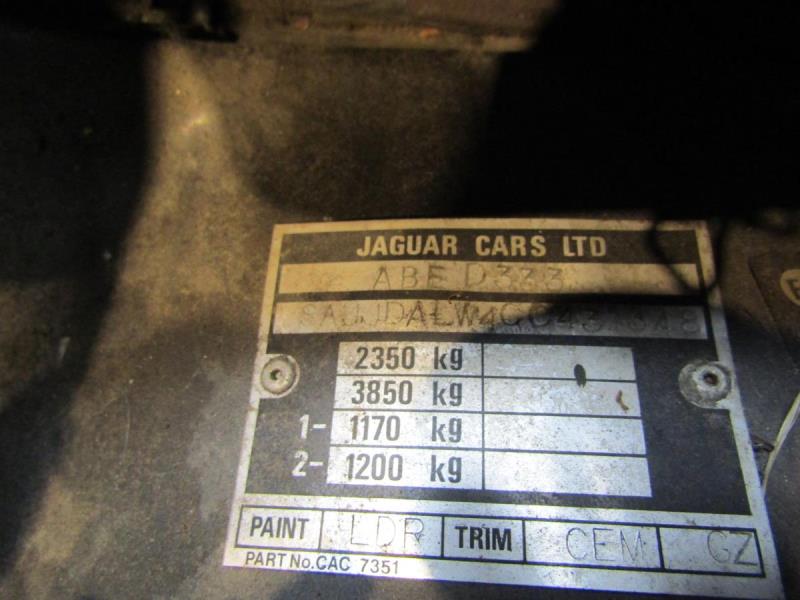 JAGUAR CARS LTD
ABE D333
2350 kg
3850 kg
1- 1170 kg
2- 1200 kg
PAINT LDR TRIM CEM GZ
PART No. CAC 7351